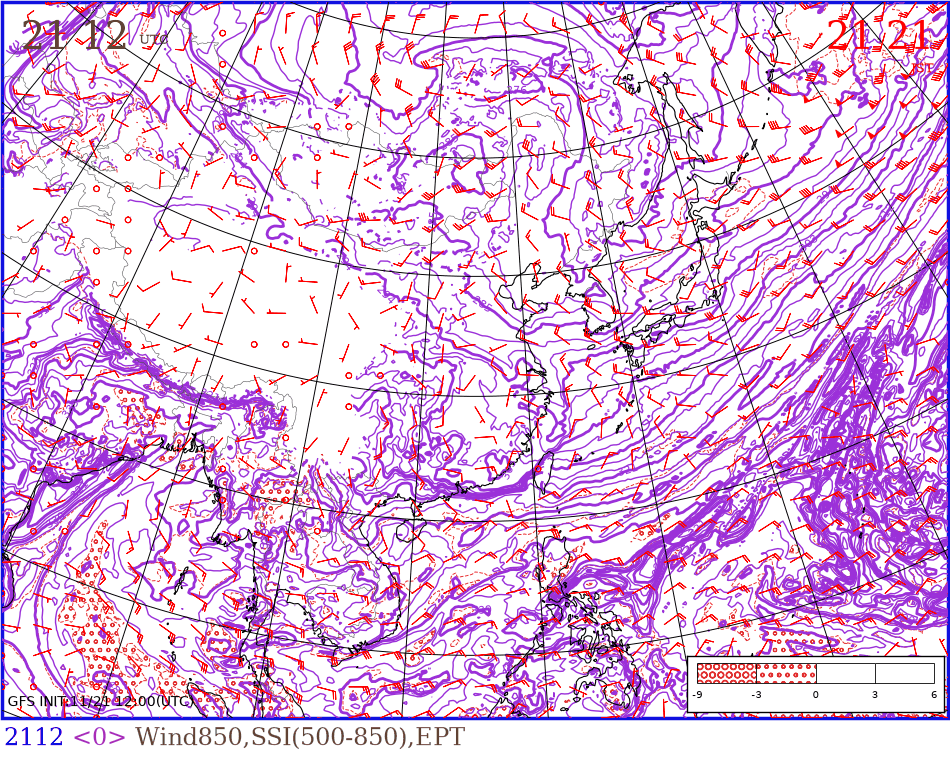 21 12 UTC
21 21
JST
GFS INIT:11/21 12:00(UTC)
-9 -3 0 3 6
2112 <0> Wind850,SSI(500-850),EPT